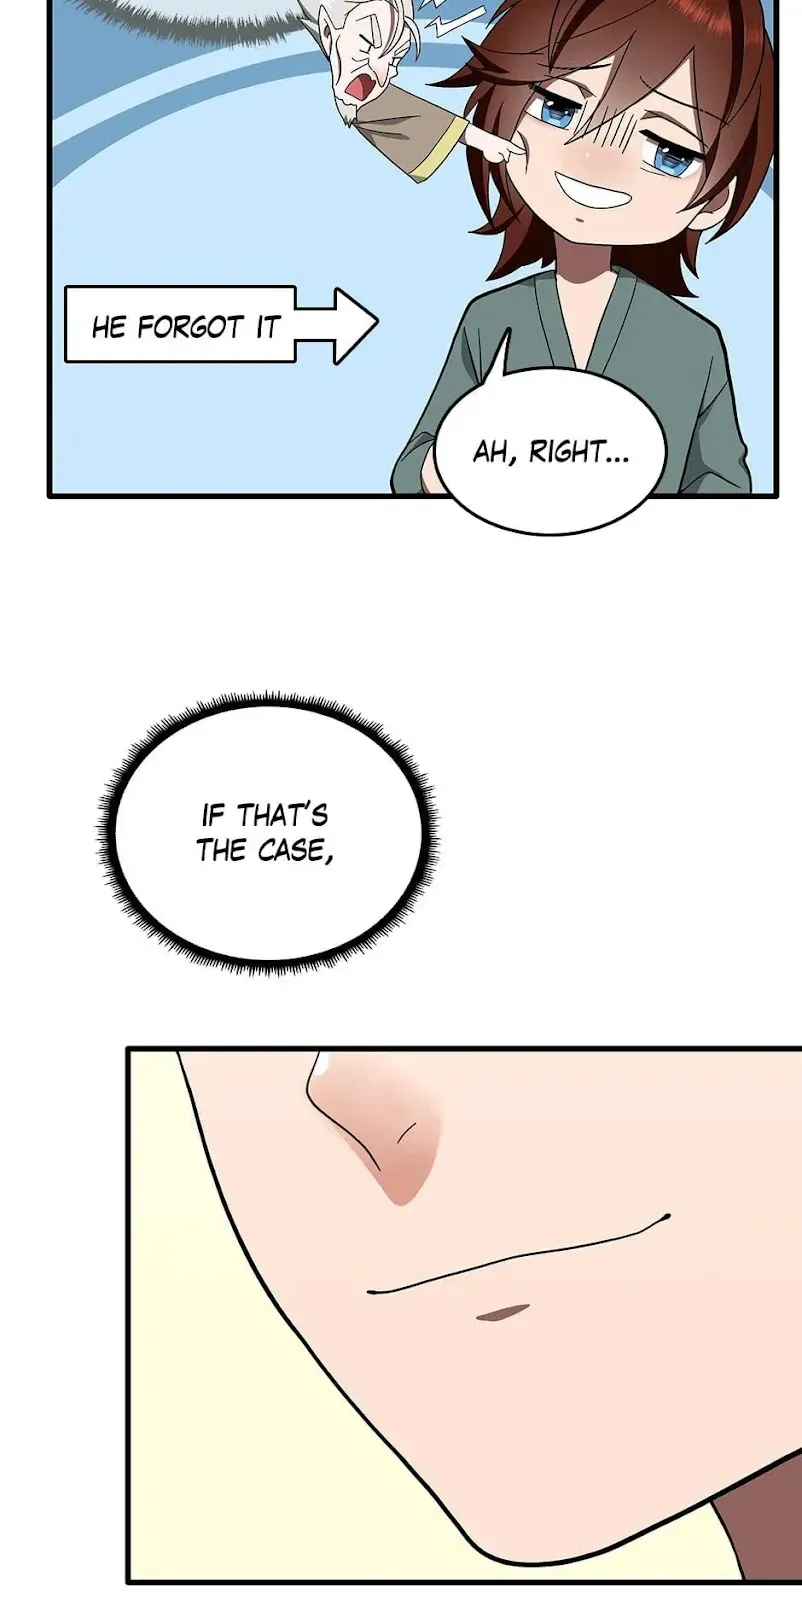 HE FORGOT IT
AH, RIGHT...
IF THAT'S
THE CASE,